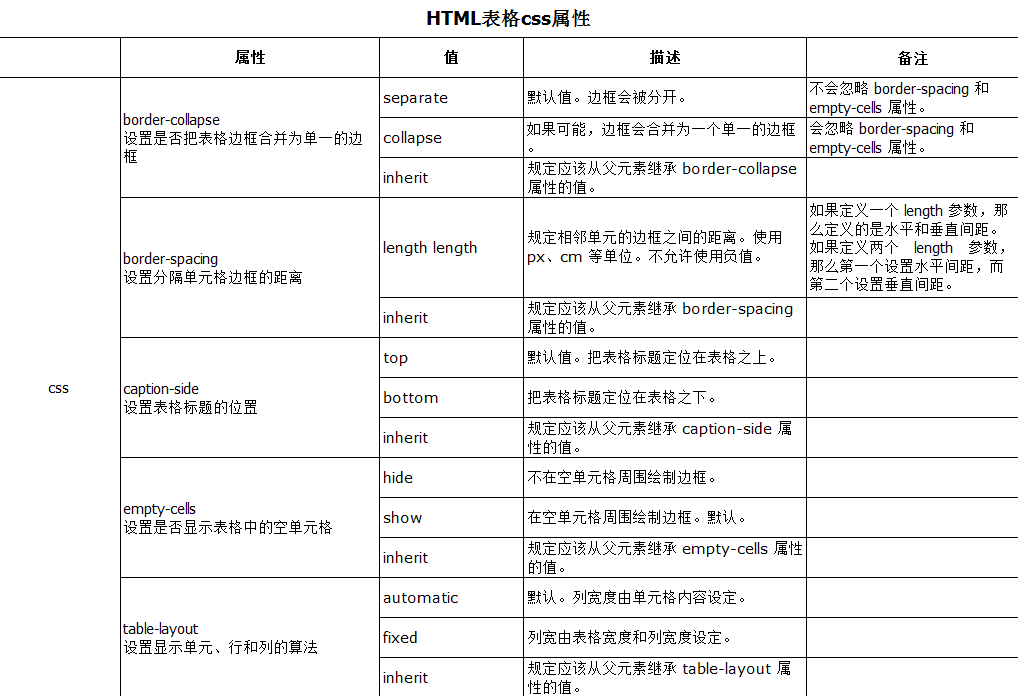 HTML表格css属性
属性
值
描述
备注
css
border-collapse
设置是否把表格边框合并为单一的边
框
separate
默认值。边框会被分开。
不会忽略 border-spacing 和
empty-cells 属性。
collapse
如果可能，边框会合并为一个单一的边框
。
会忽略 border-spacing 和
empty-cells 属性。
inherit
规定应该从父元素继承 border-collapse
属性的值。
border-spacing
设置分隔单元格边框的距离
length length
规定相邻单元的边框之间的距离。使用
px、cm 等单位。不允许使用负值。
如果定义一个 length 参数，那
么定义的是水平和垂直间距。
如果定义两个 length 参数，
那么第一个设置水平间距，而
第二个设置垂直间距。
inherit
规定应该从父元素继承 border-spacing
属性的值。
caption-side
设置表格标题的位置
top
默认值。把表格标题定位在表格之上。
bottom
把表格标题定位在表格之下。
inherit
规定应该从父元素继承 caption-side 属
性的值。
empty-cells
设置是否显示表格中的空单元格
hide
不在空单元格周围绘制边框。
show
在空单元格周围绘制边框。默认。
inherit
规定应该从父元素继承 empty-cells 属性
的值。
table-layout
设置显示单元、行和列的算法
automatic
默认。列宽度由单元格内容设定。
fixed
列宽由表格宽度和列宽度设定。
inherit
规定应该从父元素继承 table-layout 属
性的值。